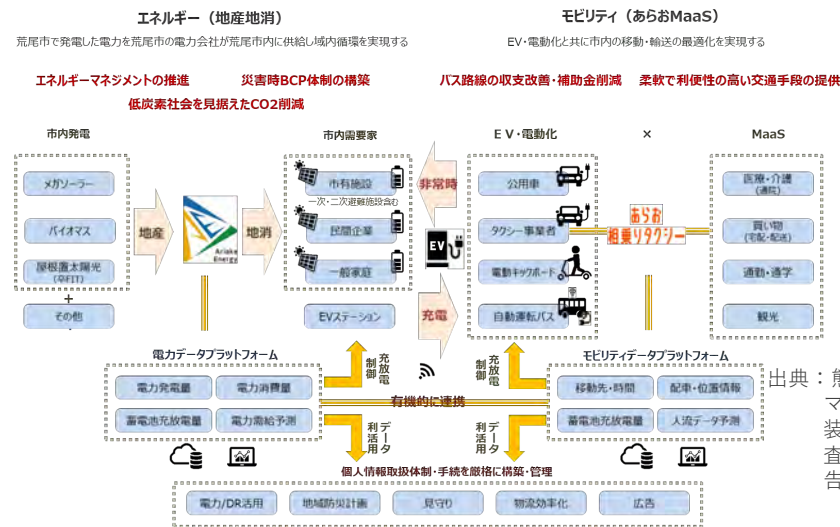 エネルギー（地産地消）
荒尾市で発電した電力を荒尾市の電力会社が荒尾市内に供給し域内循環を実現する
エネルギーマネジメントの推進
災害時BCP体制の構築
低炭素社会を見据えたCO2削減
モビリティ（あらおMaaS）
EV・電動化と共に市内の移動・輸送の最適化を実現する
バス路線の収支改善・補助金削減
柔軟で利便性の高い交通手段の提供
市内発電
メガソーラー
バイオマス
屋根置太陽光
（卒FIT）
+
その他
地産
Ariake
Energy
地消
市内需要家
市有施設
一次・二次避難施設含む
民間企業
一般家庭
EVステーション
非常時
EV
充電
ＥＶ・電動化
公用車
タクシー事業者
電動キックボード
自動運転バス
×
あらお
相乗りタクシー
MaaS
医療・介護
（通院）
買い物
（宅配・配送）
通勤・通学
観光
電力データプラットフォーム
電力発電量
電力消費量
蓄電池充放電量
電力需給予測
充放電
制御
データ
利活用
有機的に連携
充放電
制御
データ
利活用
モビリティデータプラットフォーム
移動先・時間
配車・位置情報
蓄電池充放電量
人流データ予測
個人情報取扱体制・手続を厳格に構築・管理
電力/DR活用
地域防災計画
見守り
物流効率化
広告
出典：熊
マ
装
査
告